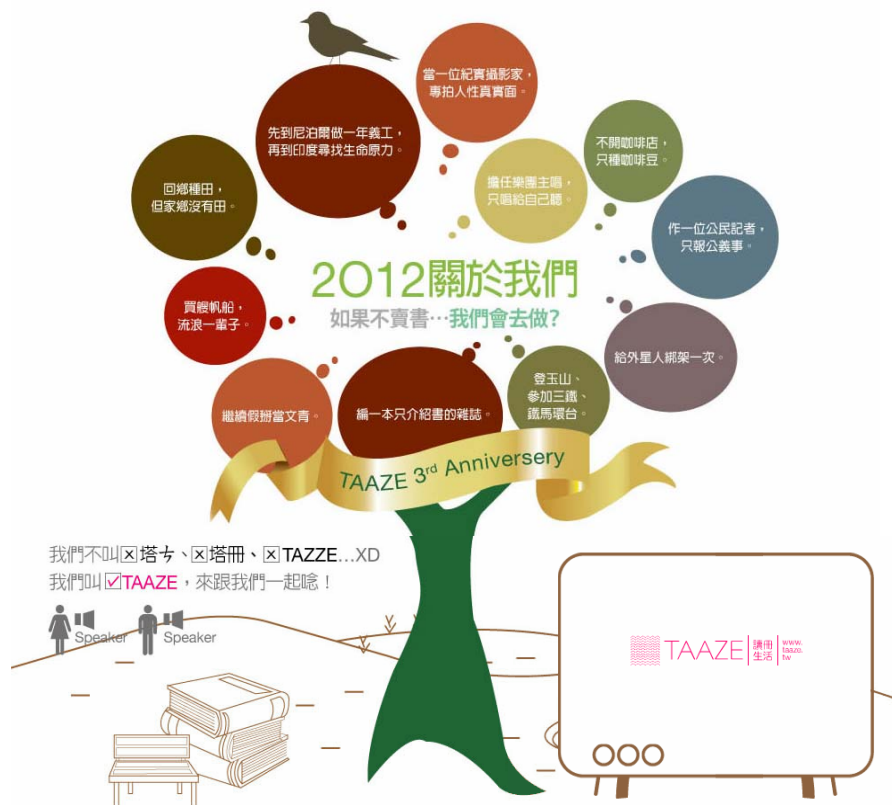 當一位紀實攝影家，
專拍人性真實面。
先到尼泊爾做一年義工，
再到印度尋找生命原力。
不開咖啡店，
只種咖啡豆。
擔任樂團主唱，
只唱給自己聽。
回鄉種田，
但家鄉沒有田。
作一位公民記者，
只報公義事。
2012關於我們
如果不賣書…我們會去做？
買艘帆船，
流浪一輩子。
給外星人綁架一次。
登玉山、
參加三鐵、
鐵馬環台。
繼續假掰當文青。
編一本只介紹書的雜誌。
TAAZE 3rd Anniversery
我們不叫☒塔ㄘ、☒塔冊、☒TAZZE...XD
我們叫☑TAAZE，來跟我們一起唸！
Speaker
Speaker
TAAZE
讀冊
生活
www.
taaze.
tw